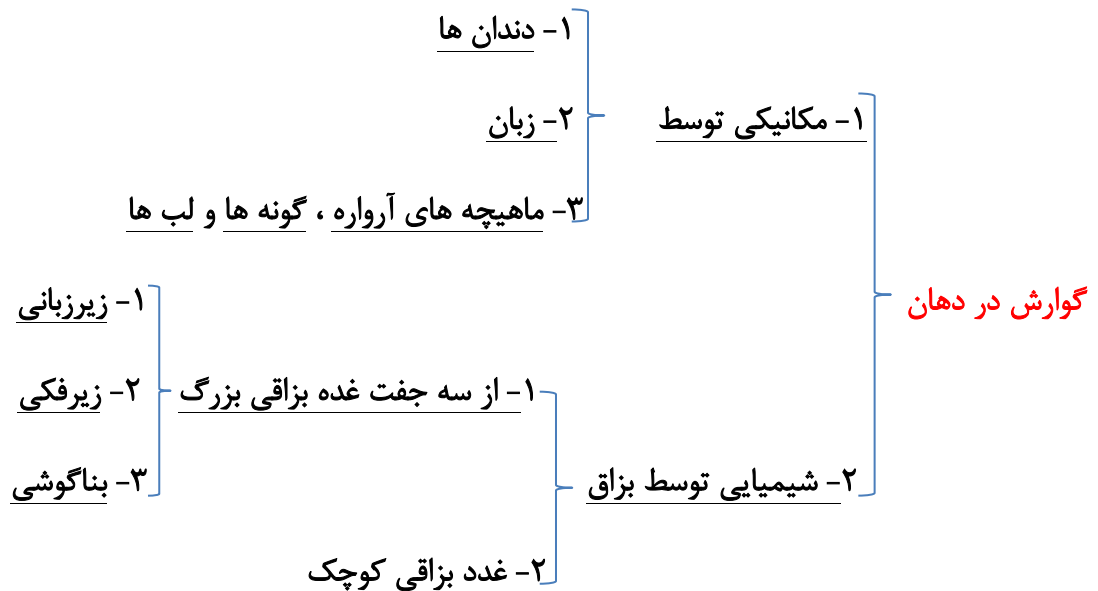 گوارش در دهان
۱- مکانیکی توسط
۱- دندان ها
۲- زبان
۳- ماهیچه های آرواره ، گونه ها و لب ها
۲- شیمیایی توسط بزاق
۱- از سه جفت غده بزاقی بزرگ
۱- زیرزبانی
۲- زیرفکی
۳- بناگوشی
۲- غدد بزاقی کوچک